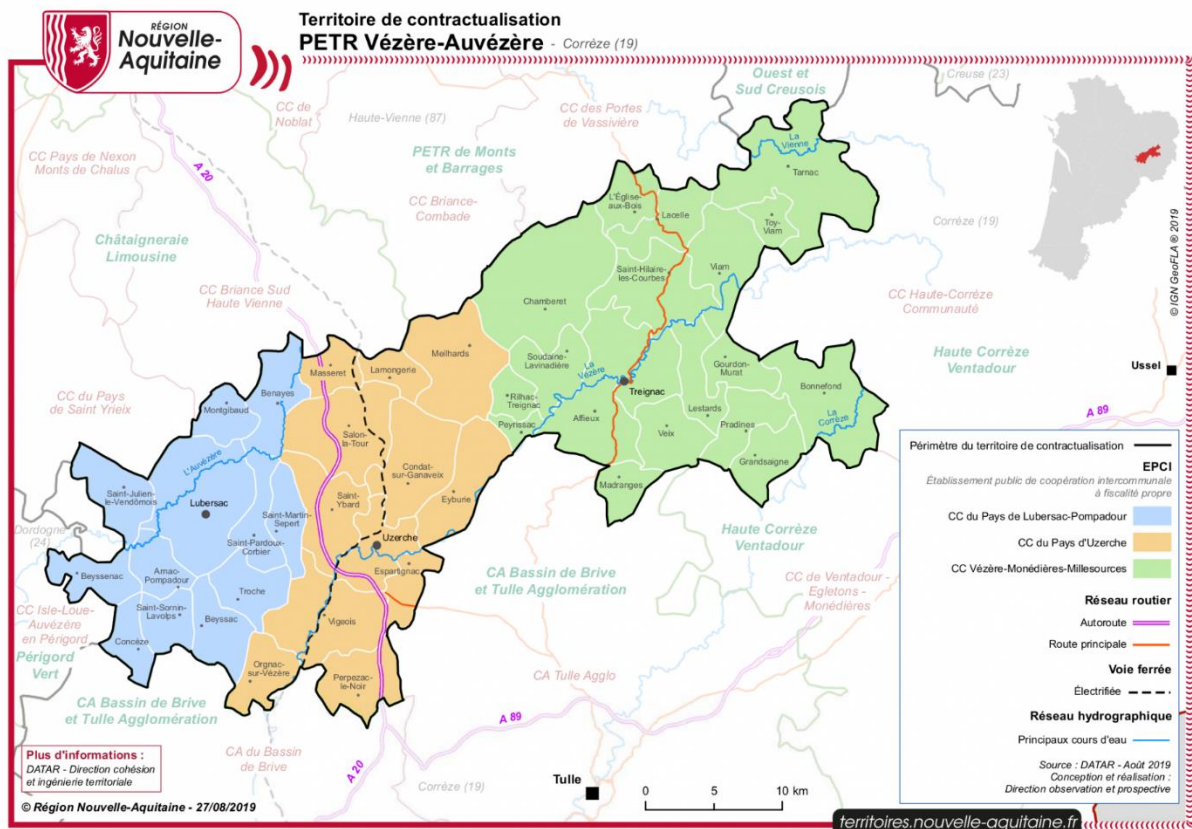 RÉGION
Nouvelle-
Aquitaine
Territoire de contractualisation
PETR Vézère-Auvézère - Corrèze (19)
Ouest et
Sud Creusois
Creuse (23)
CC de
Noblat
Haute-Vienne (87)
CC des Portes
de Vassivière
CC Pays de Nexon
Monts de Chalus
A 20
PETR de Monts
et Barrages
CC Briance-
Combade
La
Vienne
Tarnac
L'Église-
aux-Bois
Lacelle
Toy-
Viam
Corrèze (19)
Châtaigneraie
Limousine
Saint-Hilaire-
les-Courbes
Viam
CC Briance Sud
Haute Vienne
Chamberet
CC Haute-Corrèze
Communauté
© IGN GeoFLA ® 2019
Meilhards
Masseret
Lamongerie
Soudaine-
Lavinadière
La
Vézère
Gourdon-
Murat
Haute Corrèze
Ventadour
Ussel
Treignac
Bonnefond
CC du Pays
de Saint Yrieix
Montgibaud
Benayes
Rilhac-
Treignac
Peyrissac
Affieux
Lestards
Veix
Pradines
La
Corrèze
A 89
Salon-
la-Tour
Grandsaigne
L'Auvézère
Condat-
sur-Ganaveix
Madranges
Saint-Julien-
le-Vendômois
Lubersac
Saint-
Ybard
Eyburie
Saint-Martin-
Sepert
Dordogne
(24)
Saint-Pardoux-
Corbier
Uzerche
Haute Corrèze
Ventadour
Beyssenac
Arnac-
Pompadour
Espartignac
CA Bassin de Brive
et Tulle Agglomération
CC de Ventadour -
Egletons -
Monédières
Troche
CC Isle-Loue-
Auvézère
en Périgord
Saint-Sornin-
Lavolps
Beyssac
Vigeois
Concèze
Périgord
Vert
Orgnac-
sur-Vézère
Perpezac-
le-Noir
CA Tulle Agglo
CA Bassin de Brive
et Tulle Agglomération
A 89
CA du Bassin
de Brive
A 20
Corrèze (19)
Tulle
0 5 10 km
Périmètre du territoire de contractualisation
EPCI
Établissement public de coopération intercommunale
à fiscalité propre
CC du Pays de Lubersac-Pompadour
CC du Pays d'Uzerche
CC Vézère-Monédières-Millesources
Réseau routier
Autoroute
Route principale
Voie ferrée
Électrifiée
Réseau hydrographique
Principaux cours d'eau
Source : DATAR - Août 2019
Conception et réalisation :
Direction observation et prospective
Plus d'informations :
DATAR - Direction cohésion
et ingénierie territoriale
© Région Nouvelle-Aquitaine - 27/08/2019
territoires.nouvelle-aquitaine.fr